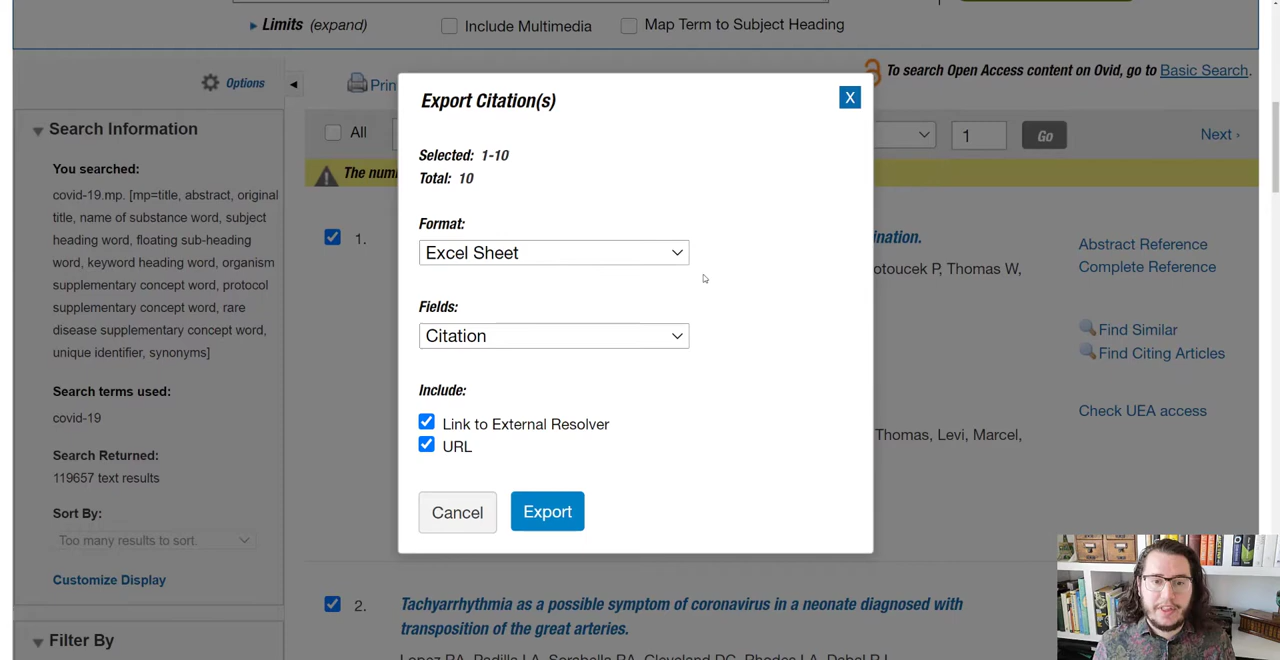 Limits (expand)
Include Multimedia
Map Term to Subject Heading
Options
Prin
To search Open Access content on Ovid, go to Basic Search.
Search Information
You searched:
covid-19.mp. [mp=title, abstract, original
title, name of substance word, subject
heading word, floating sub-heading
word, keyword heading word, organism
supplementary concept word, protocol
supplementary concept word, rare
disease supplementary concept word,
unique identifier, synonyms]
Search terms used:
covid-19
Search Returned:
119657 text results
Sort By:
Too many results to sort.
Customize Display
Filter By
All
1
Go
Next ›
The num
1.
ination.
otoucek P, Thomas W,
Thomas, Levi, Marcel,
Abstract Reference
Complete Reference
Find Similar
Find Citing Articles
Check UEA access
Export Citation(s)
X
Selected: 1-10
Total: 10
Format:
Excel Sheet
Fields:
Citation
Include:
Link to External Resolver
URL
Cancel
Export
2.
Tachyarrhythmia as a possible symptom of coronavirus in a neonate diagnosed with
transposition of the great arteries.